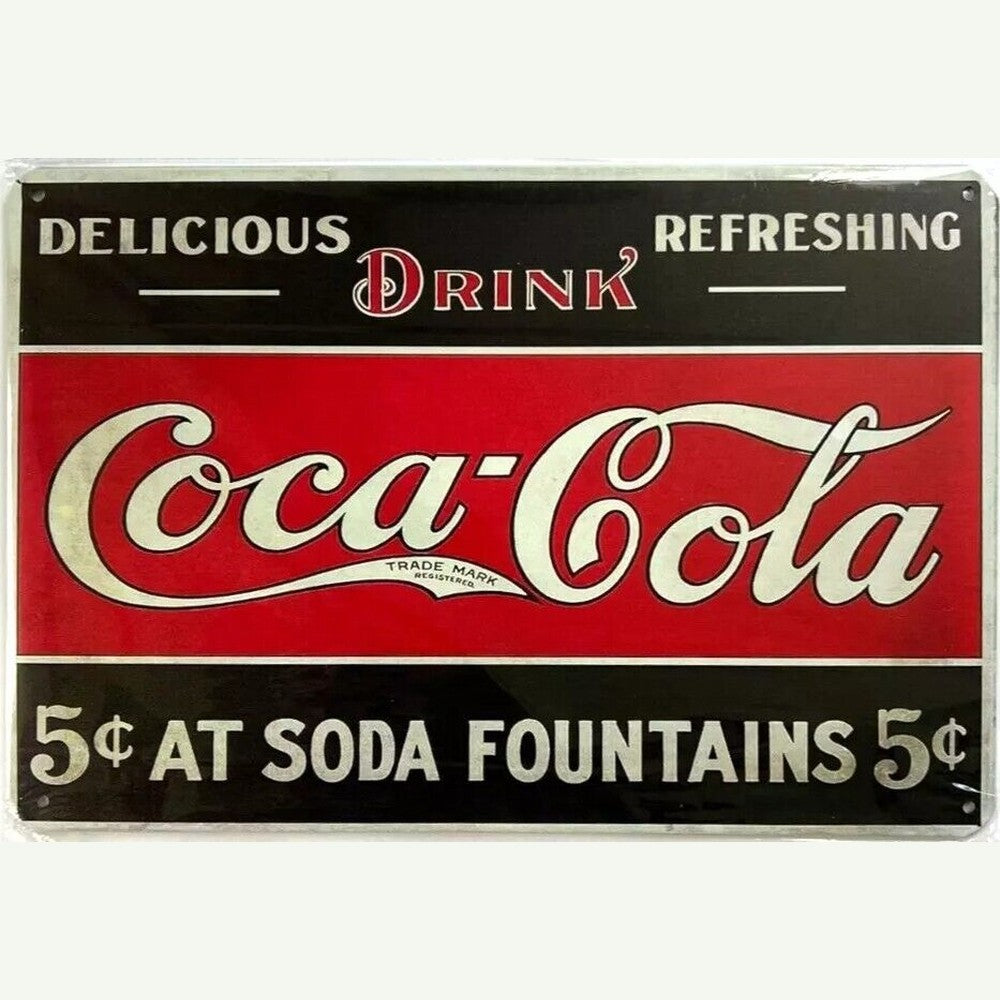 DELICIOUS REFRESHING
DRINK
Coca-Cola
TRADE MARK
REGISTERED
5¢ AT SODA FOUNTAINS 5¢